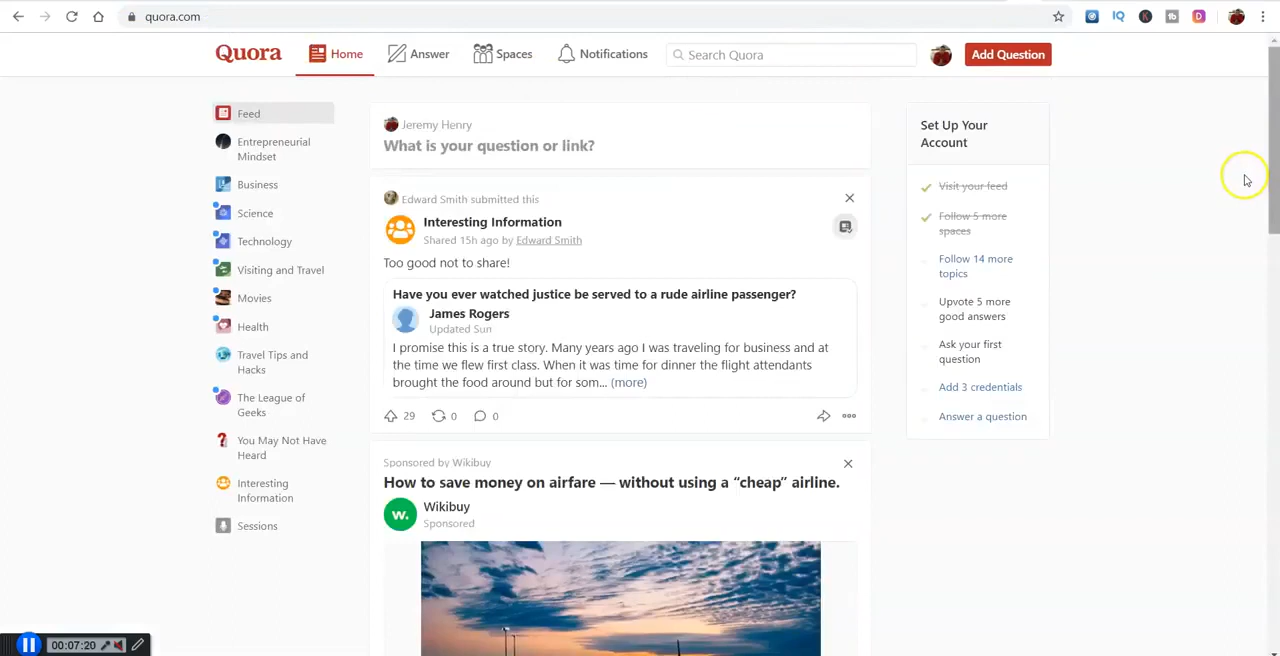 quora.com
Quora
Home
Answer
Spaces
Notifications
Search Quora
Add Question
Feed
Entrepreneurial
Mindset
Business
Science
Technology
Visiting and Travel
Movies
Health
Travel Tips and
Hacks
The League of
Geeks
You May Not Have
Heard
Interesting
Information
Sessions
Jeremy Henry
What is your question or link?
Edward Smith submitted this
Interesting Information
Shared 15h ago by Edward Smith
Too good not to share!
Have you ever watched justice be served to a rude airline passenger?
James Rogers
Updated Sun
I promise this is a true story. Many years ago I was traveling for business and at
the time we flew first class. When it was time for dinner the flight attendants
brought the food around but for som... (more)
29
0
0
Sponsored by Wikibuy
How to save money on airfare — without using a “cheap” airline.
w.
Wikibuy
Sponsored
Set Up Your
Account
Visit your feed
Follow 5 more
spaces
Follow 14 more
topics
Upvote 5 more
good answers
Ask your first
question
Add 3 credentials
Answer a question
IQ
K
tb
D
00:07:20